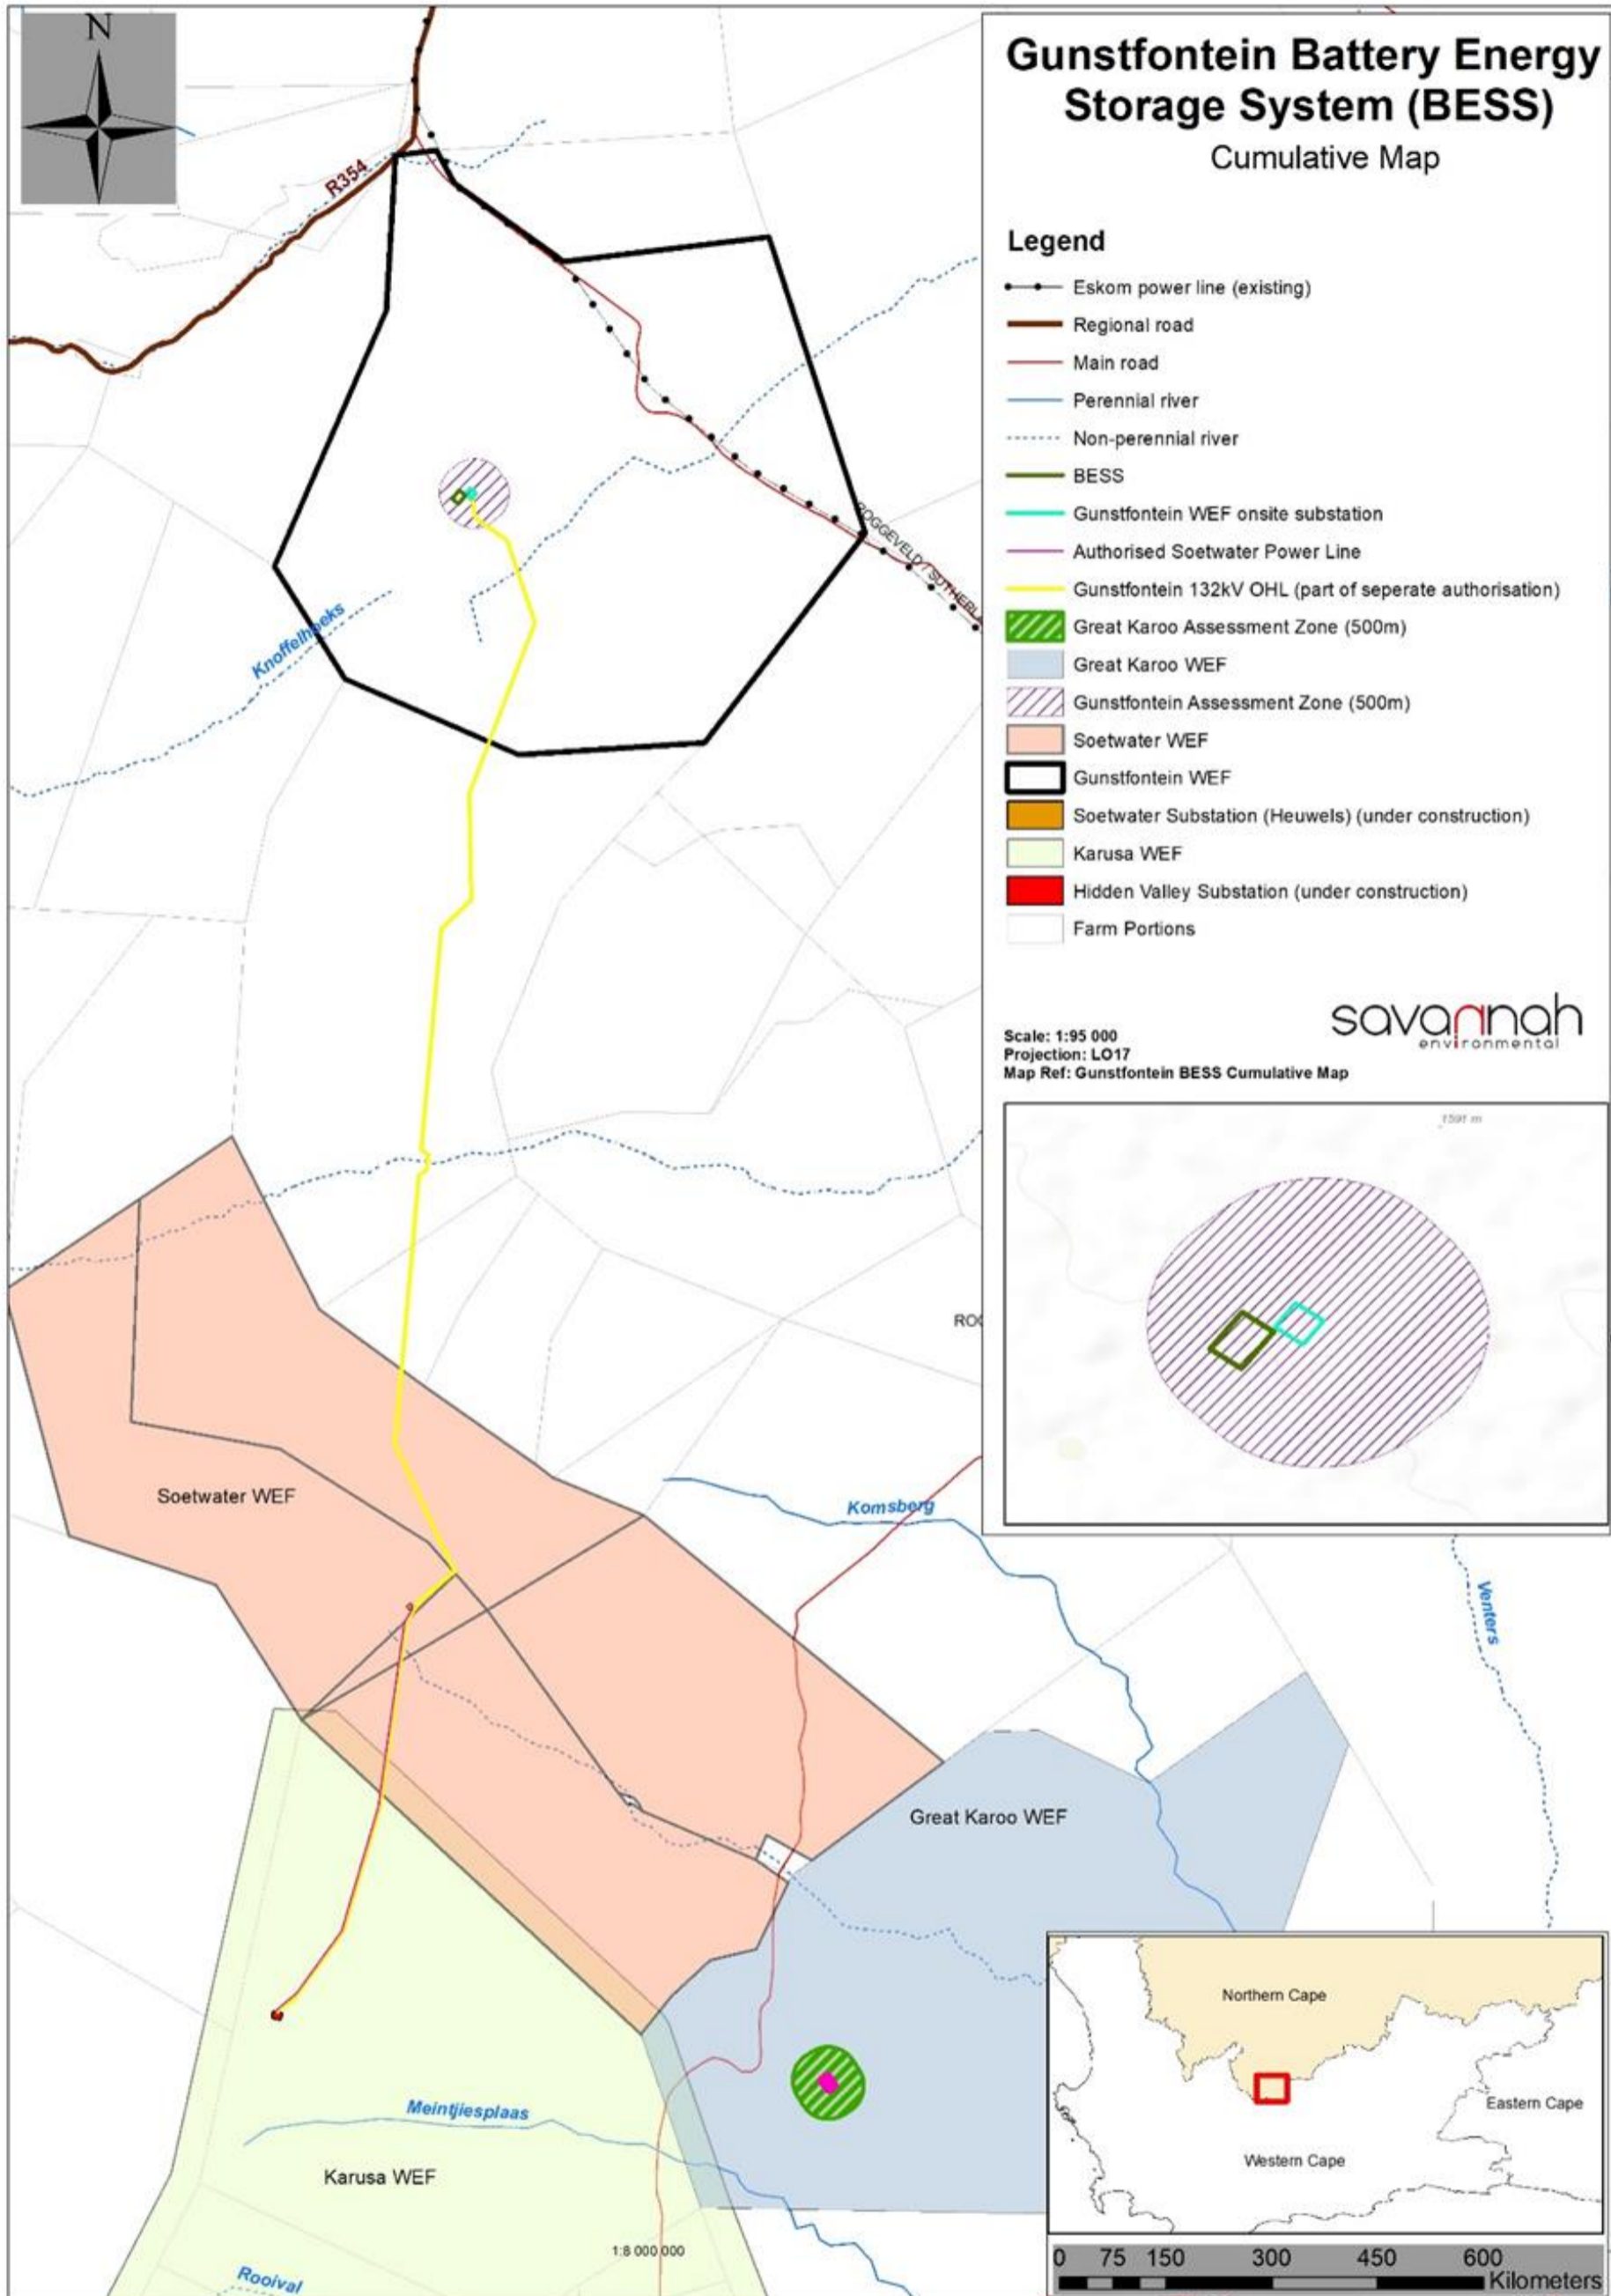 N
Gunstfontein Battery Energy
Storage System (BESS)
Cumulative Map
Legend
Eskom power line (existing)
Regional road
Main road
Perennial river
Non-perennial river
BESS
Gunstfontein WEF onsite substation
Authorised Soetwater Power Line
Gunstfontein 132kV OHL (part of seperate authorisation)
Great Karoo Assessment Zone (500m)
Great Karoo WEF
Gunstfontein Assessment Zone (500m)
Soetwater WEF
Gunstfontein WEF
Soetwater Substation (Heuwels) (under construction)
Karusa WEF
Hidden Valley Substation (under construction)
Farm Portions
savannah
environmental
Scale: 1:95 000
Projection: LO17
Map Ref: Gunstfontein BESS Cumulative Map
1591 m
R354
ROGGEVELD / SUTHERL
Knoffelhoeks
ROG
Soetwater WEF
Komsberg
Venters
Great Karoo WEF
Meintjiesplaas
Karusa WEF
1:8 000 000
Rooival
Northern Cape
Eastern Cape
Western Cape
0 75 150 300 450 600
Kilometers